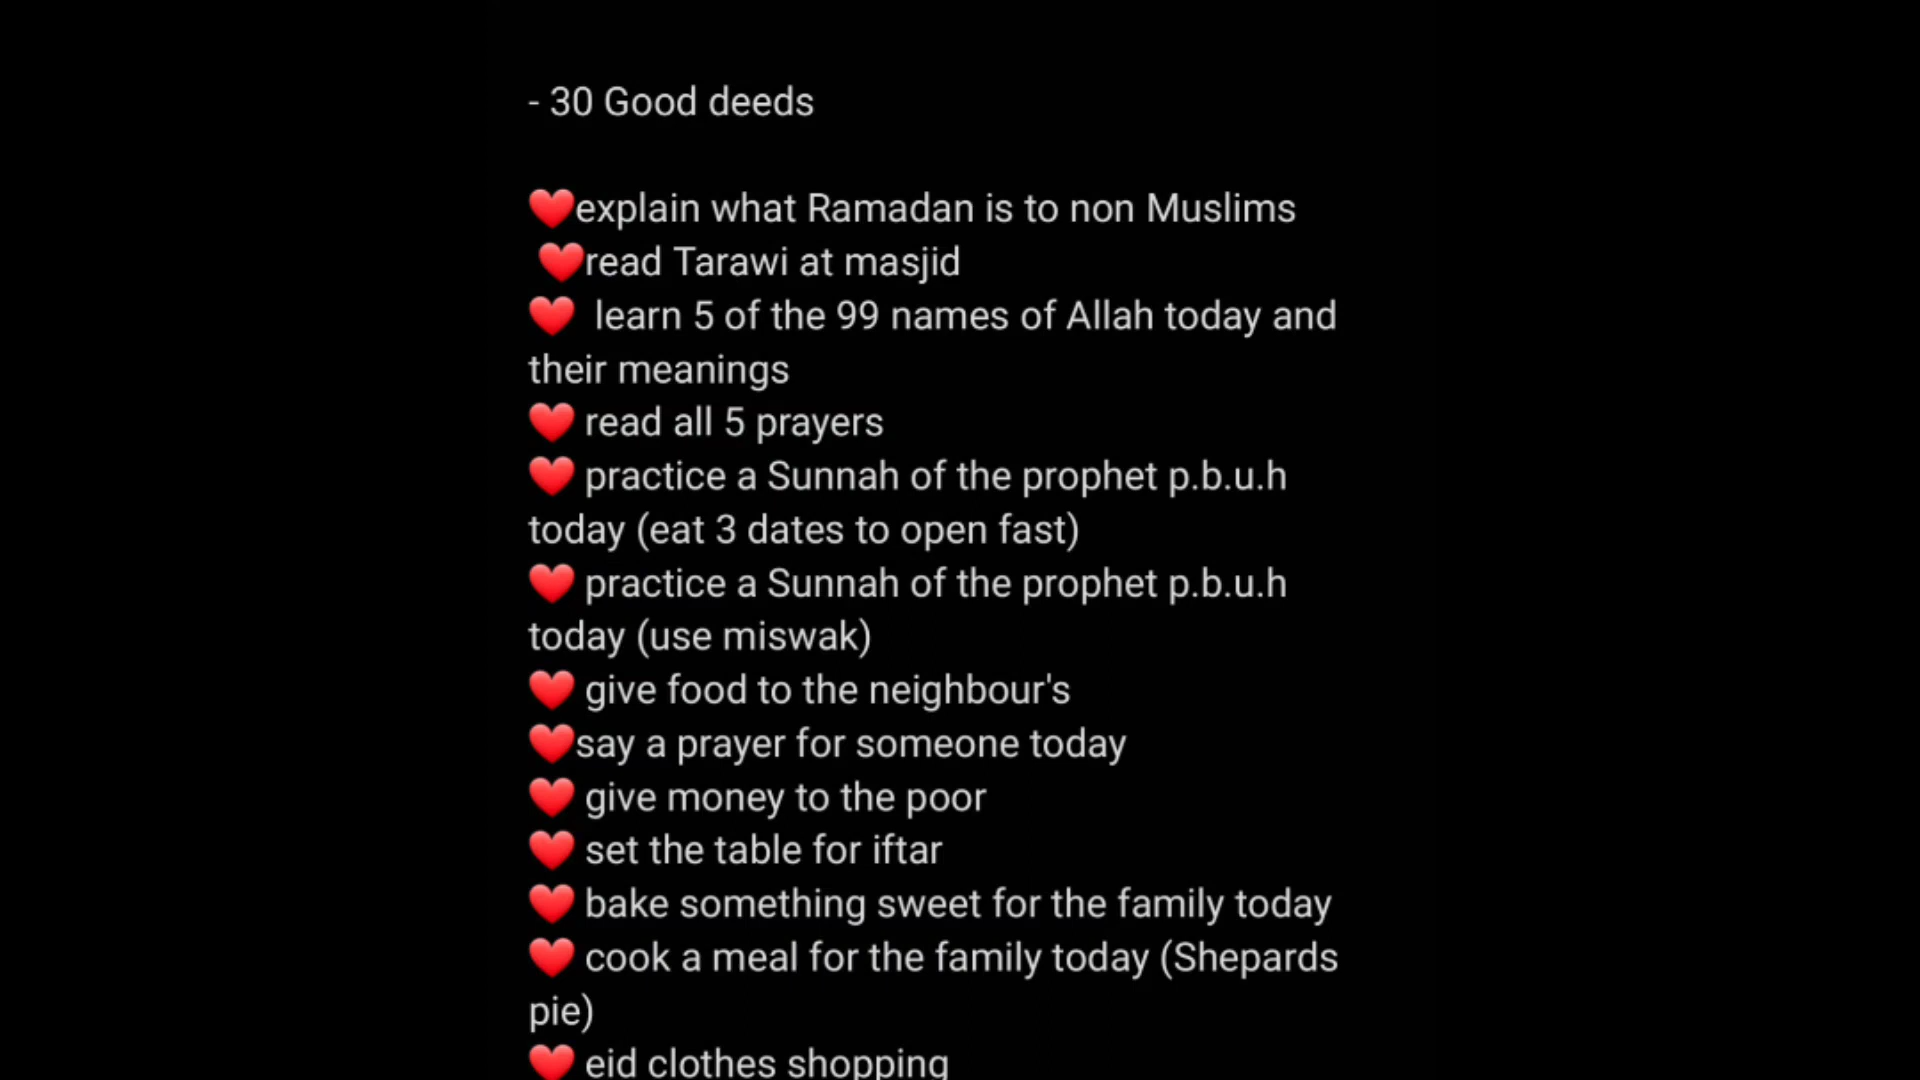 - 30 Good deeds
❤️explain what Ramadan is to non Muslims
❤️read Tarawi at masjid
❤️ learn 5 of the 99 names of Allah today and
their meanings
❤️ read all 5 prayers
❤️ practice a Sunnah of the prophet p.b.u.h
today (eat 3 dates to open fast)
❤️ practice a Sunnah of the prophet p.b.u.h
today (use miswak)
❤️ give food to the neighbour's
❤️say a prayer for someone today
❤️ give money to the poor
❤️ set the table for iftar
❤️ bake something sweet for the family today
❤️ cook a meal for the family today (Shepards
pie)
❤️ eid clothes shopping